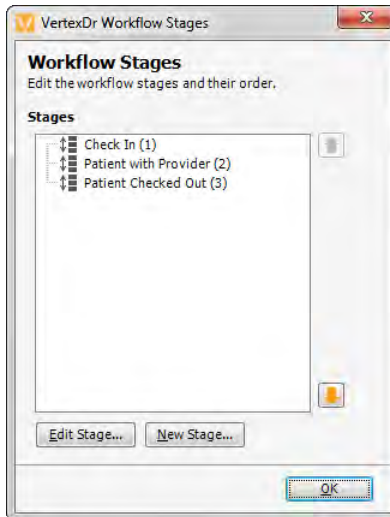 VertexDr Workflow Stages
Workflow Stages
Edit the workflow stages and their order.
Stages
Check In (1)
Patient with Provider (2)
Patient Checked Out (3)
Edit Stage...
New Stage...
OK